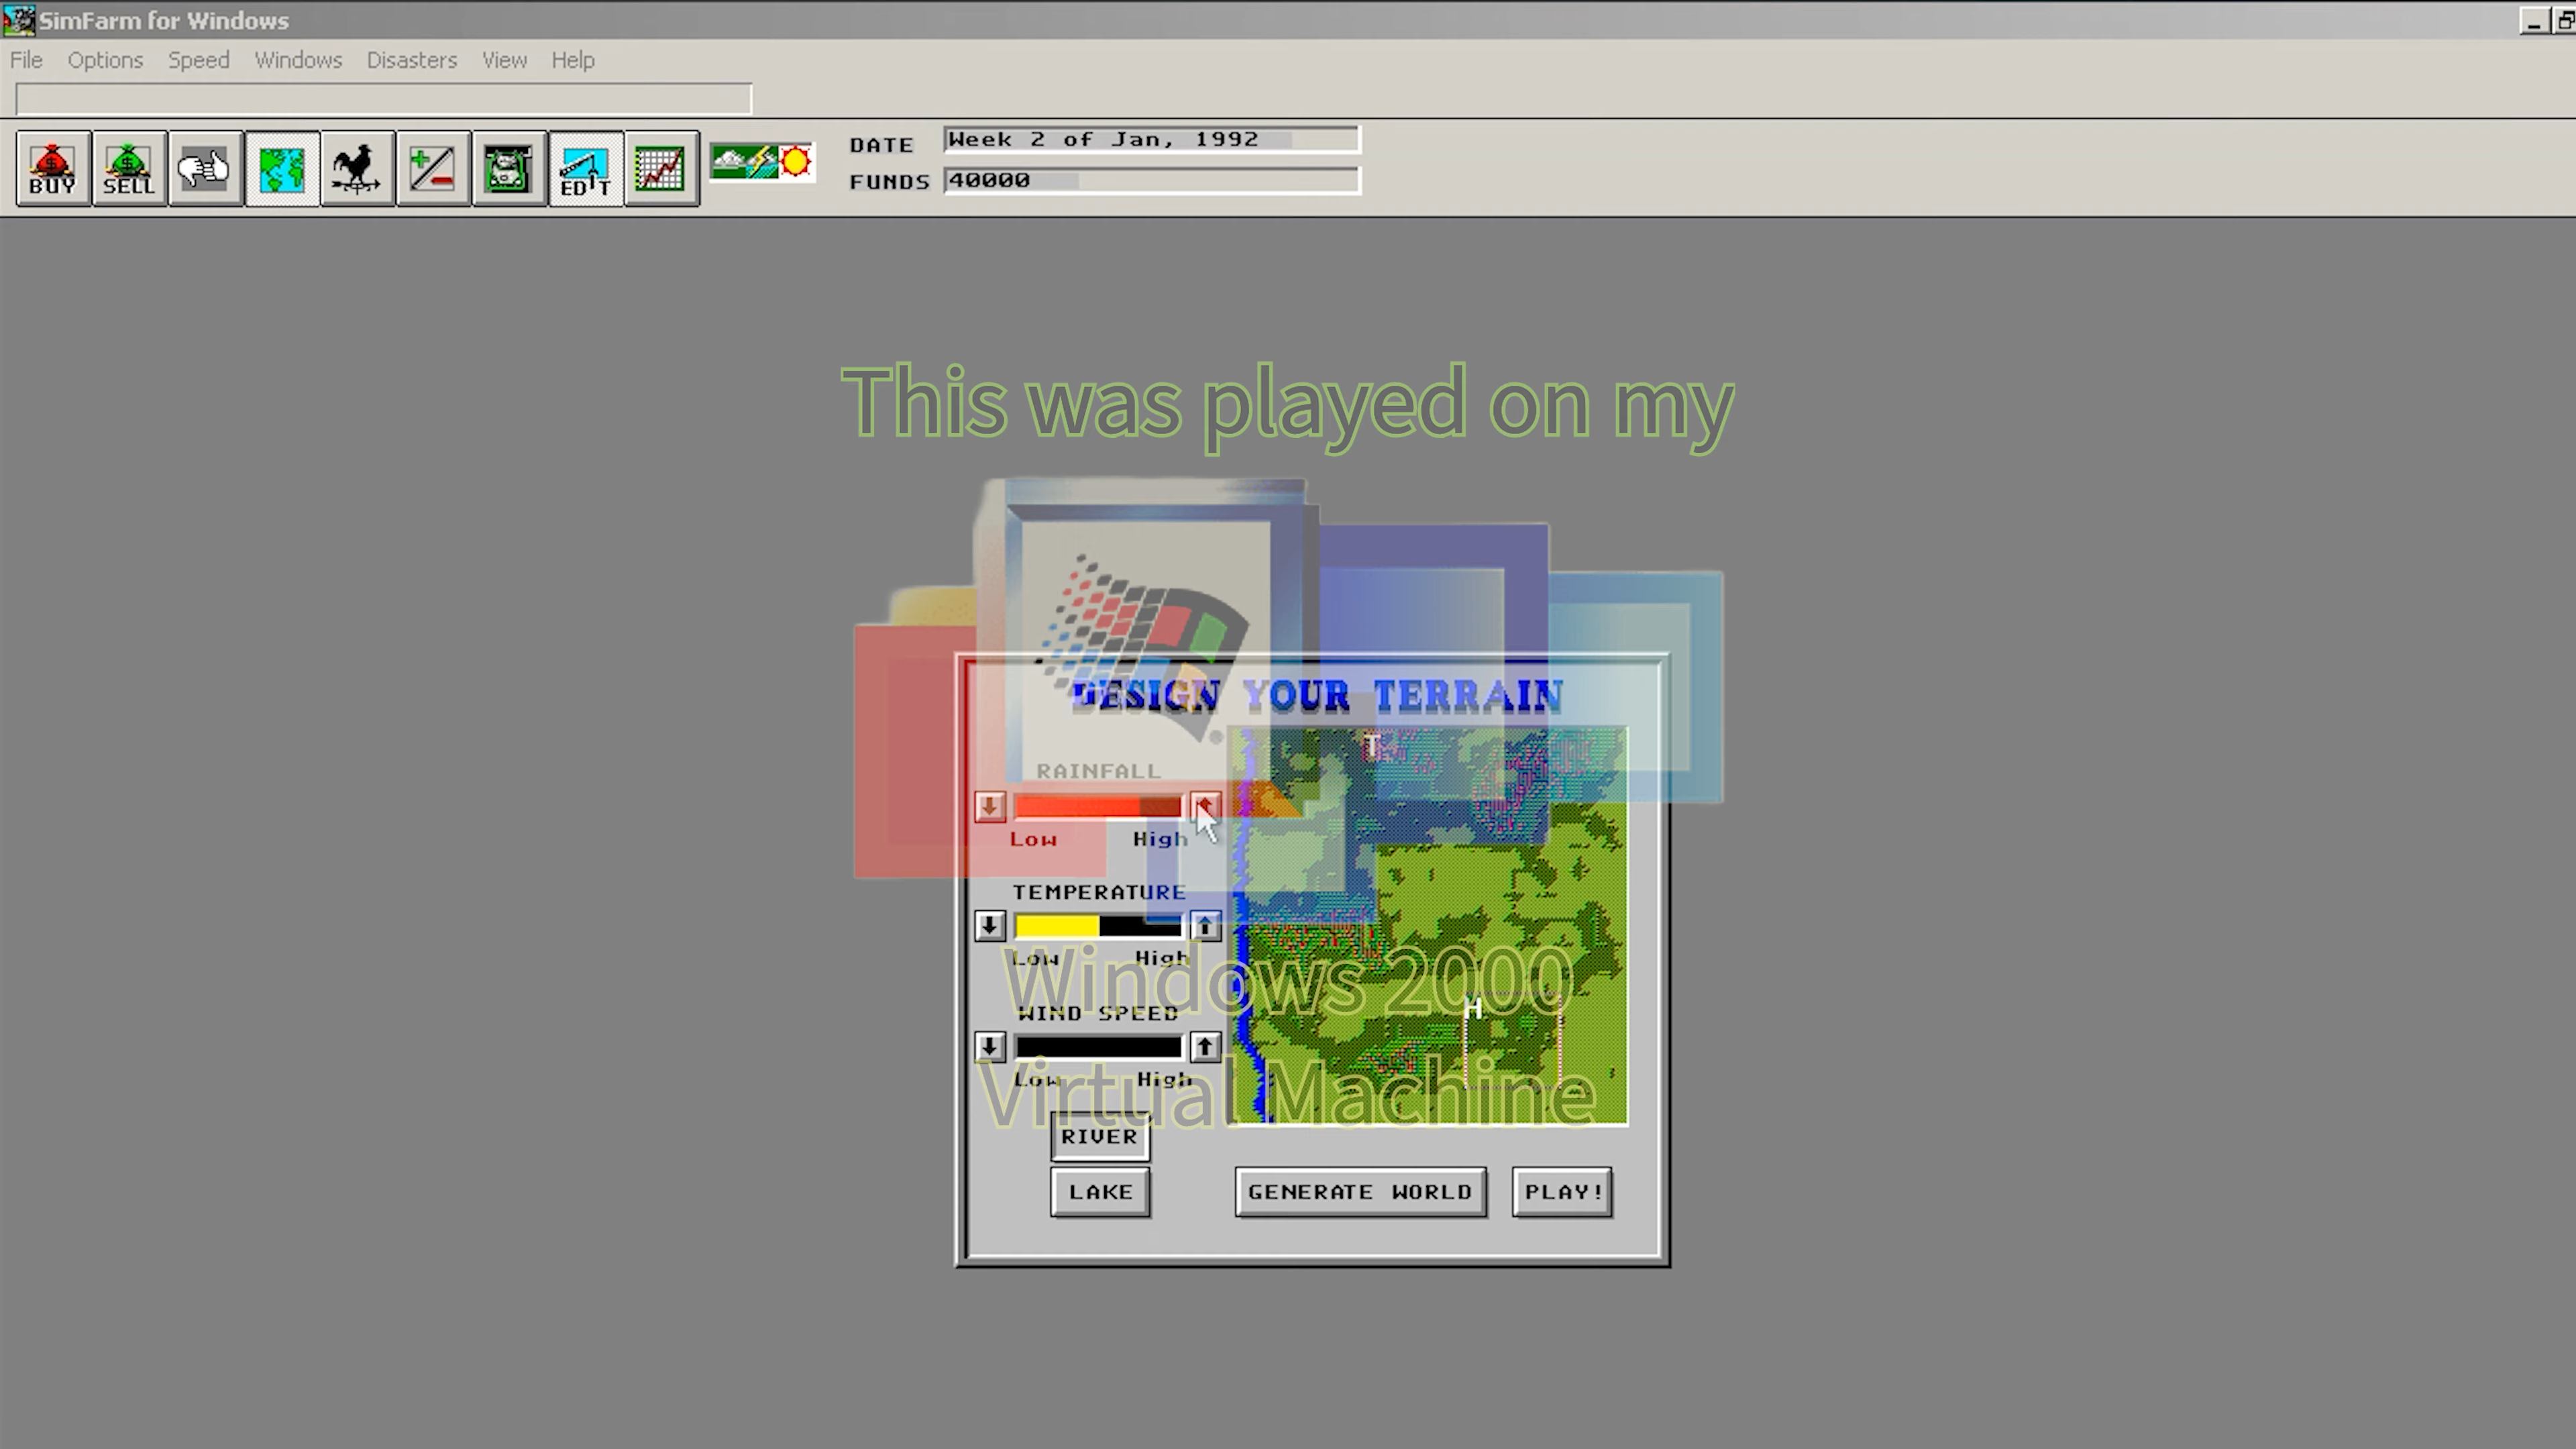 SimFarm for Windows
File Options Speed Windows Disasters View Help
BUY SELL EDIT
DATE Week 2 of Jan, 1992
FUNDS 40000
This was played on my
DESIGN YOUR TERRAIN
T
RAINFALL
Low High
TEMPERATURE
Low High
Windows 2000
H
WIND SPEED
Low High
Virtual Machine
RIVER
LAKE GENERATE WORLD PLAY!